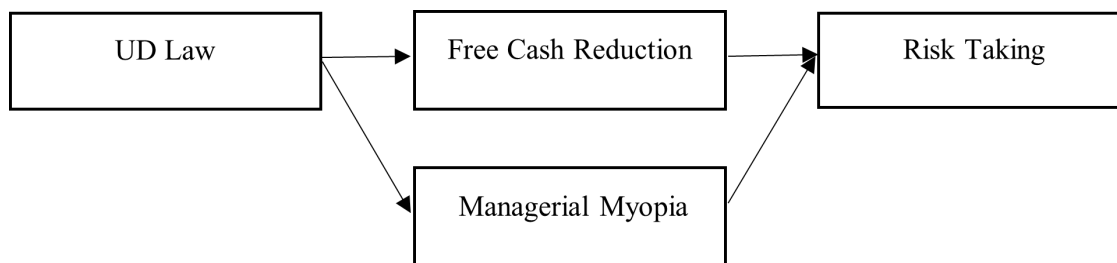 UD Law
Free Cash Reduction
Risk Taking
Managerial Myopia